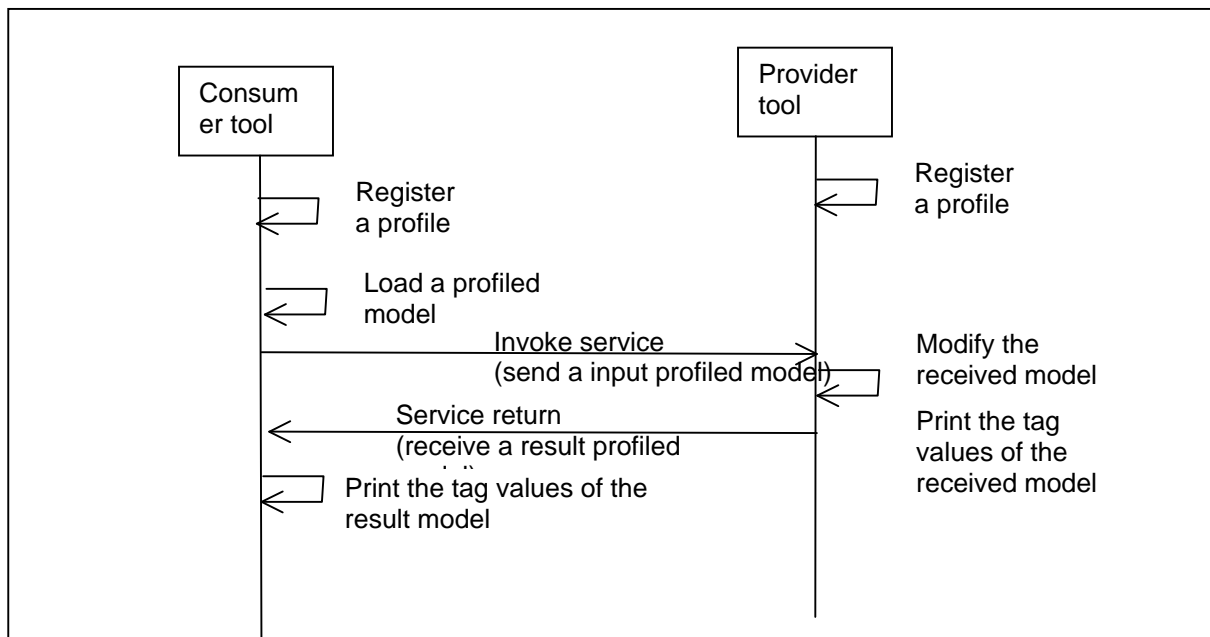 Consum
er tool
Provider
tool
Register
a profile
Register
a profile
Load a profiled
model
Invoke service
(send a input profiled model)
Modify the
received model
Service return
(receive a result profiled
Print the tag
values of the
received model
Print the tag values of the
result model